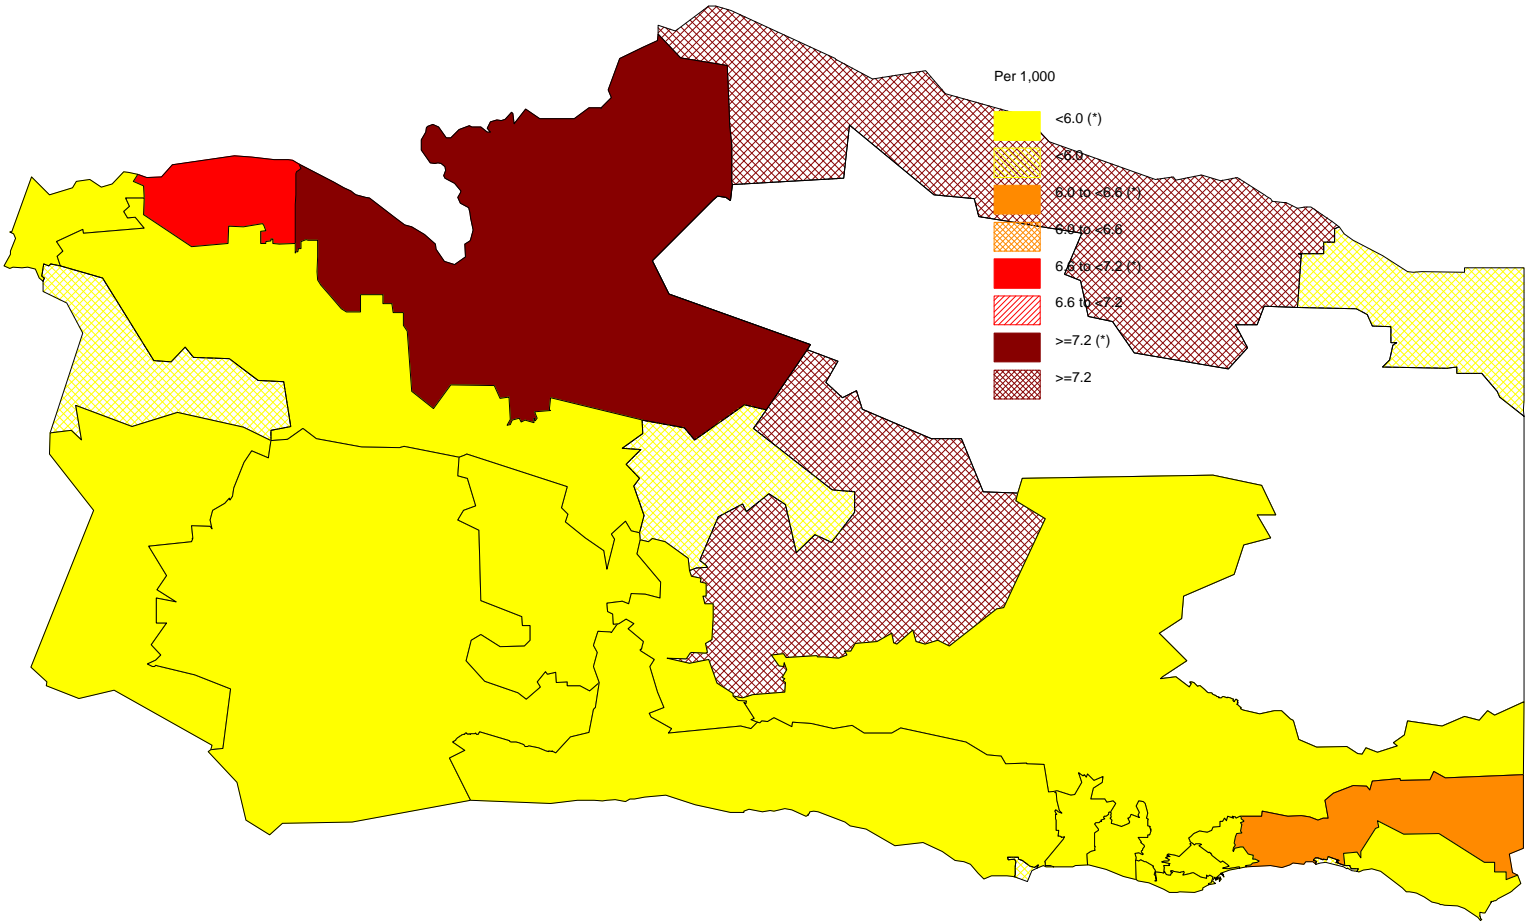 Per 1,000
<6.0 (*)
<6.0
6.0 to <6.6 (*)
6.0 to <6.6
6.6 to <7.2 (*)
6.6 to <7.2
>=7.2 (*)
>=7.2